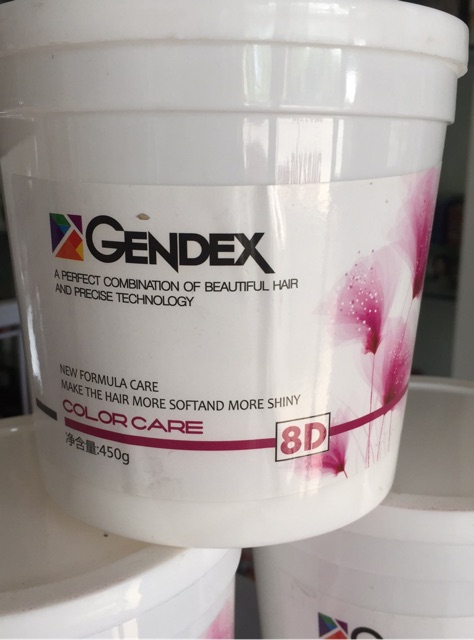 GENDEX
A PERFECT COMBINATION OF BEAUTIFUL HAIR
AND PRECISE TECHNOLOGY
NEW FORMULA CARE
MAKE THE HAIR MORE SOFTAND MORE SHINY
COLOR CARE
8D
净含量:450g
GENDEX